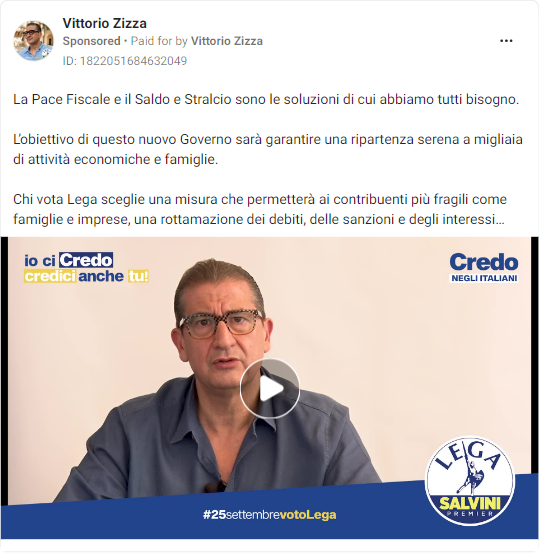 Vittorio Zizza
Sponsored • Paid for by Vittorio Zizza
ID: 1822051684632049
La Pace Fiscale e il Saldo e Stralcio sono le soluzioni di cui abbiamo tutti bisogno.
L’obiettivo di questo nuovo Governo sarà garantire una ripartenza serena a migliaia
di attività economiche e famiglie.
Chi vota Lega sceglie una misura che permetterà ai contribuenti più fragili come
famiglie e imprese, una rottamazione dei debiti, delle sanzioni e degli interessi...
io ci Credo
credici anche tu!
Credo
NEGLI ITALIANI
LEGA
SALVINI
PREMIER
#25settembrevotoLega